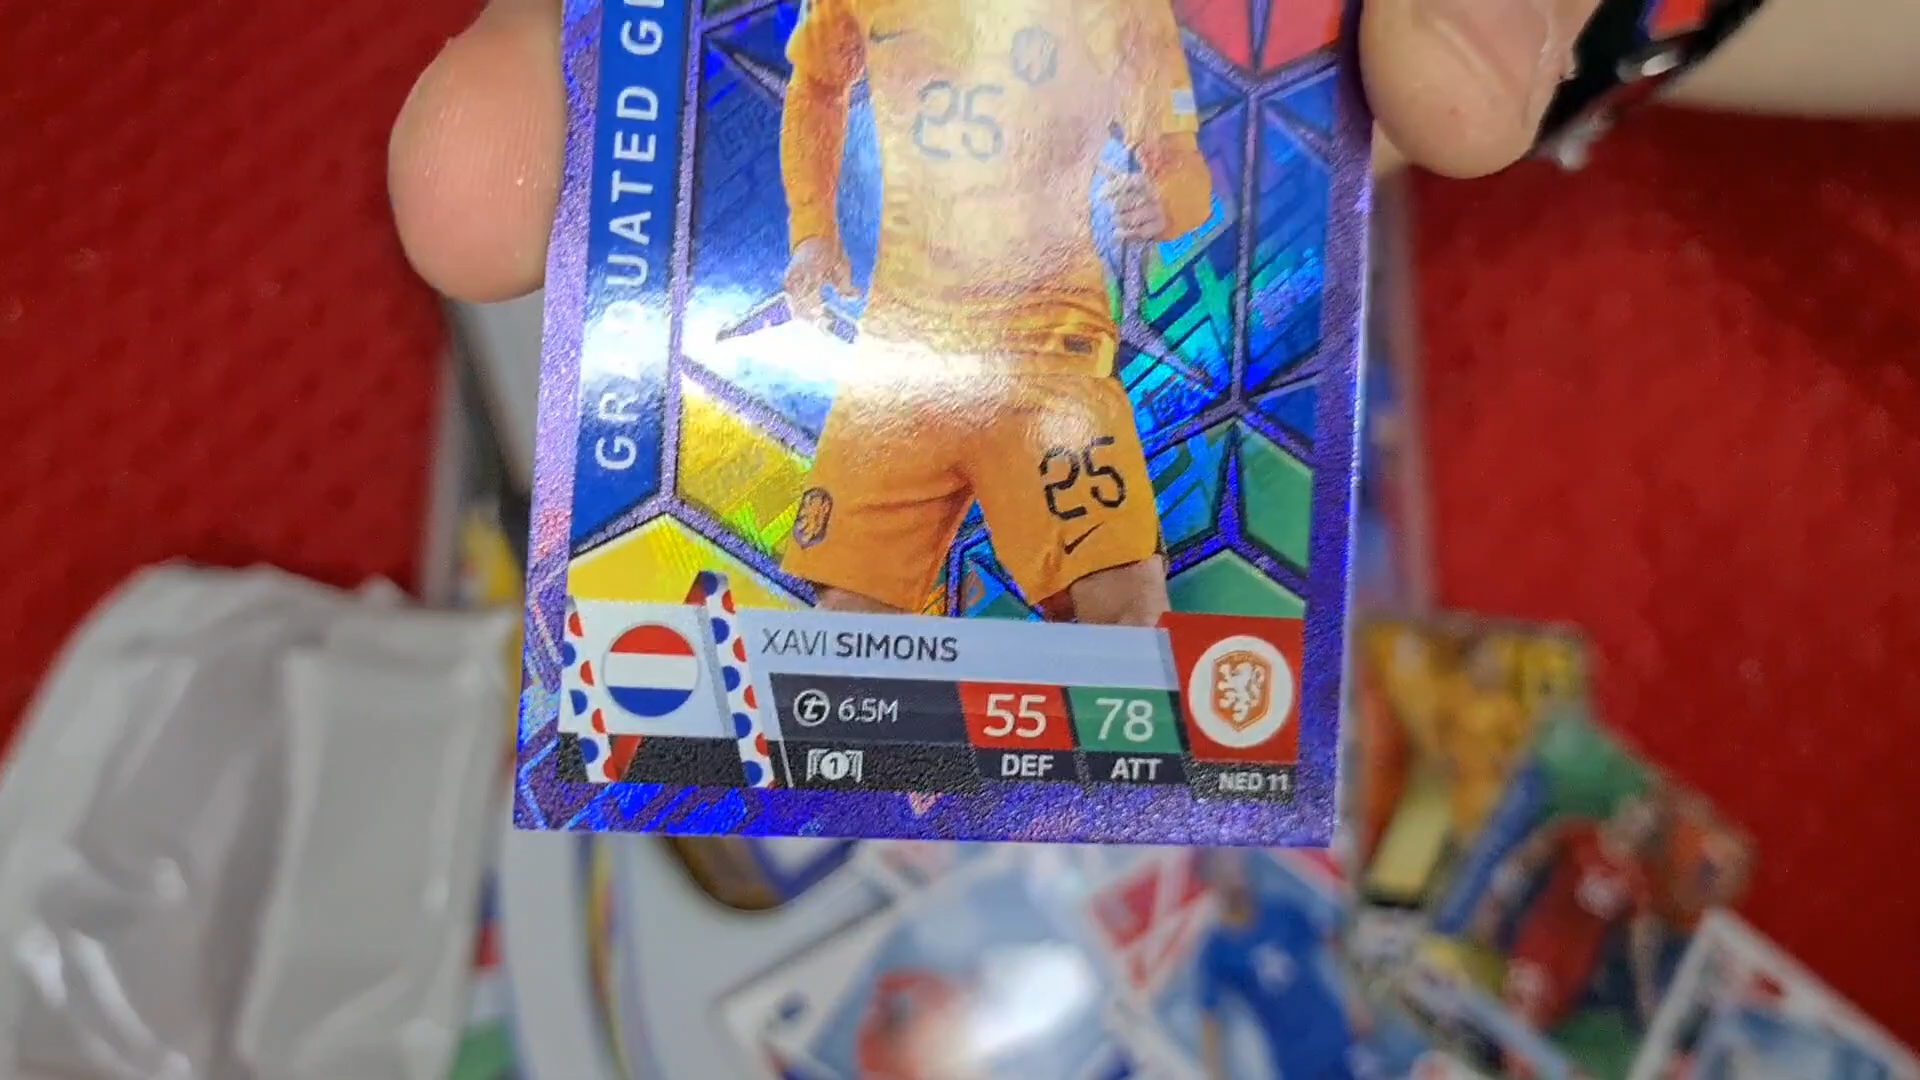 GRADUATED G
25
25
XAVI SIMONS
6.5M
55
78
1
DEF
ATT
NED 11